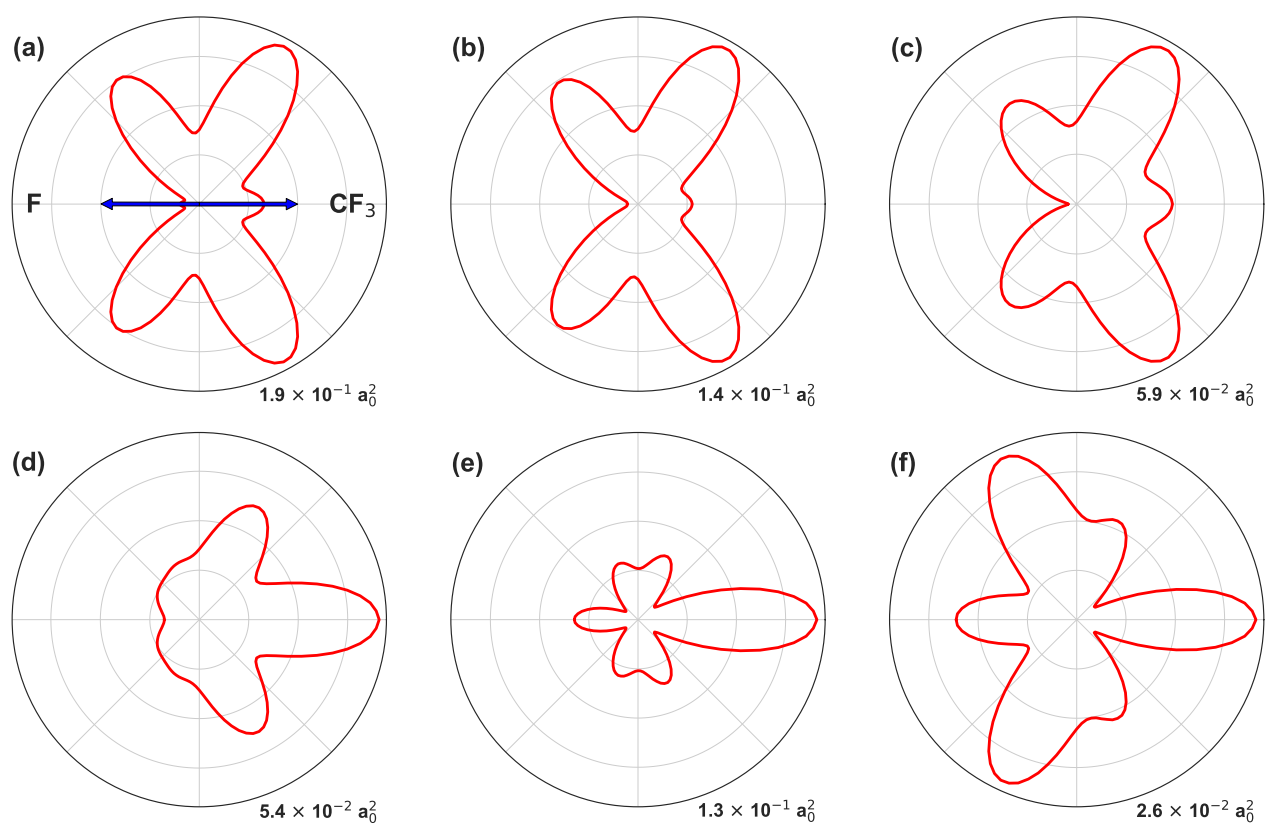 (a) (b) (c)
F CF₃
1.9 × 10⁻¹ a₀² 1.4 × 10⁻¹ a₀² 5.9 × 10⁻² a₀²
(d) (e) (f)
5.4 × 10⁻² a₀² 1.3 × 10⁻¹ a₀² 2.6 × 10⁻² a₀²